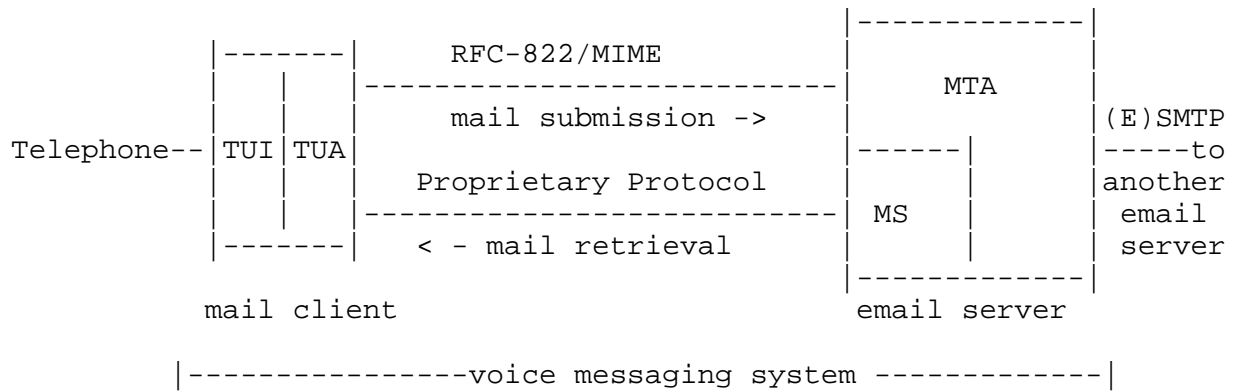 |-------------|
|-------| RFC-822/MIME | |
| | |---------------------------| MTA |
| | | mail submission -> | |(E)SMTP
Telephone--|TUI|TUA| |------| |-----to
| | | Proprietary Protocol | | |another
| | |---------------------------| MS | | email
|-------| < - mail retrieval | | | server
|-------------|
mail client email server
|----------------voice messaging system -------------|